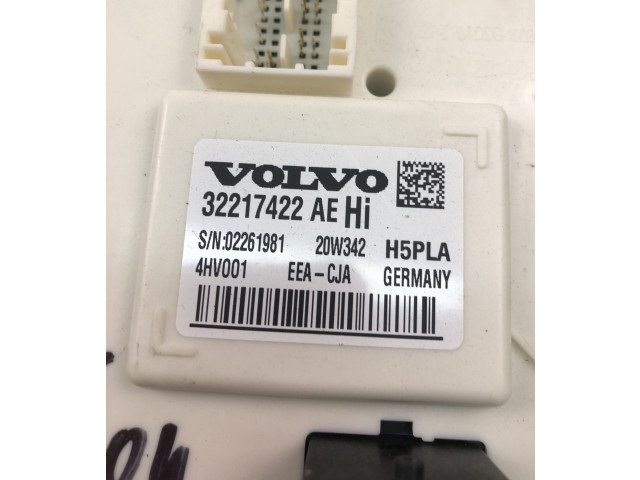 VOLVO
32217422 AE Hi
S/N:02261981 20W342 H5PLA
4HV001 EEA-CJA GERMANY